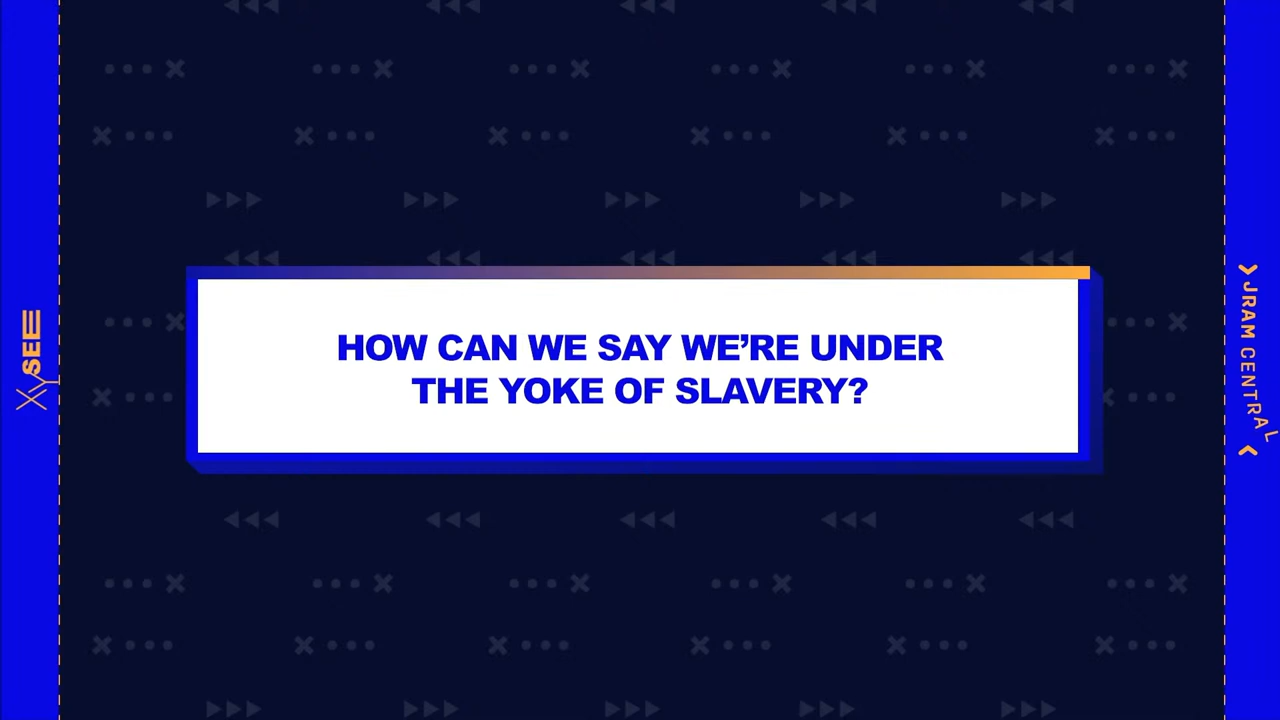 HOW CAN WE SAY WE'RE UNDER
THE YOKE OF SLAVERY?
SEE
JRAM CENTRAL